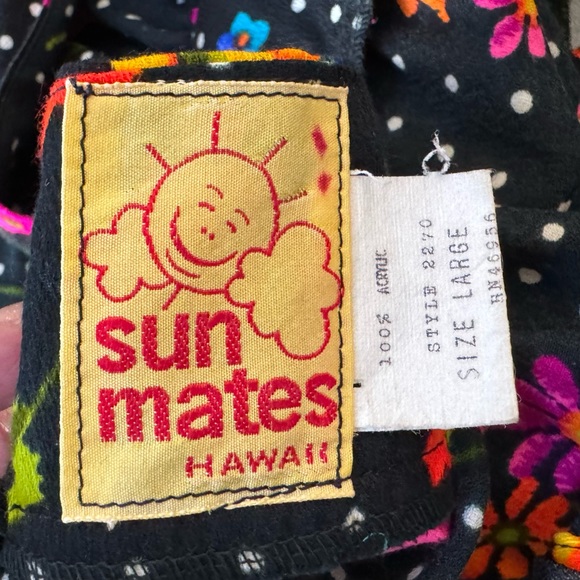 sun
mates
HAWAII
100% ACRYLIC
STYLE 2270
SIZE LARGE
RN46956